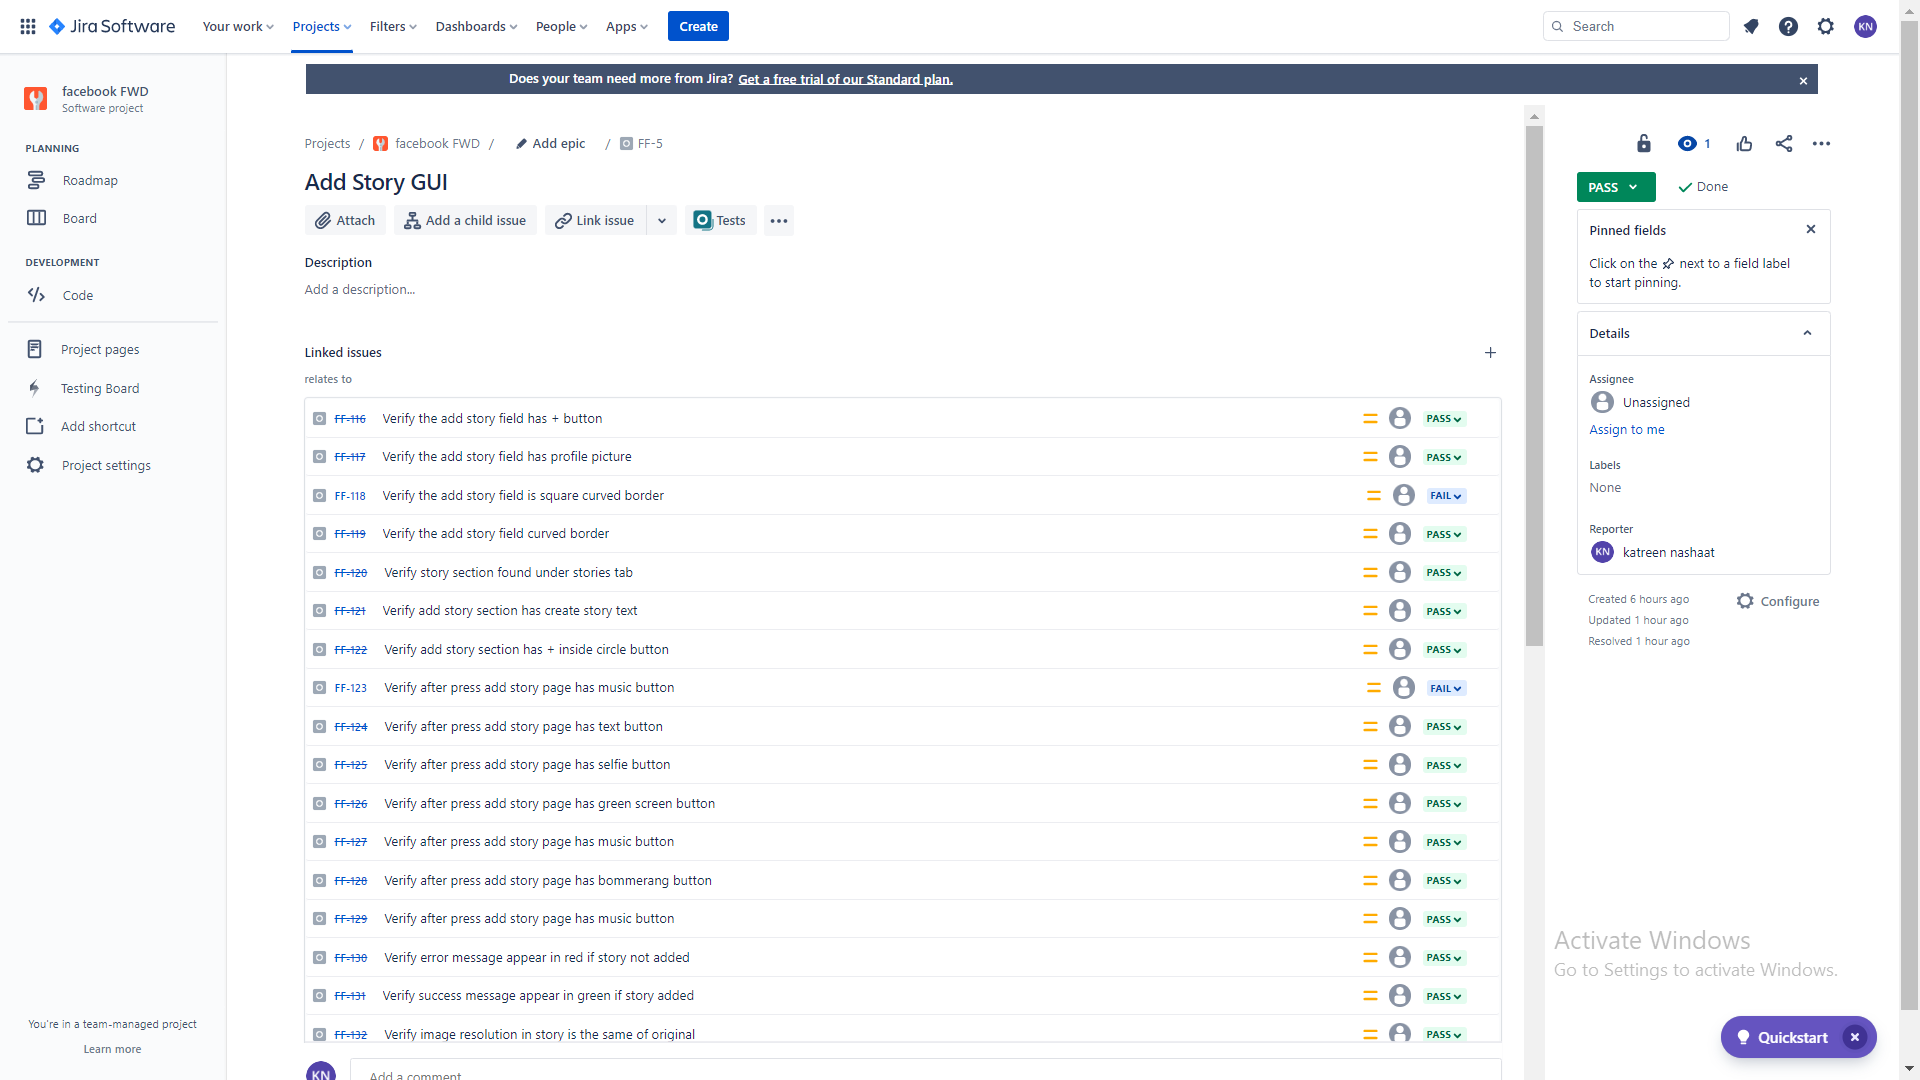 Jira Software
Your work
Projects
Filters
Dashboards
People
Apps
Create
Search
KN
facebook FWD
Software project
PLANNING
Roadmap
Board
DEVELOPMENT
Code
Project pages
Testing Board
Add shortcut
Project settings
You're in a team-managed project
Learn more
Does your team need more from Jira? Get a free trial of our Standard plan.
Projects / facebook FWD / Add epic / FF-5
Add Story GUI
Attach
Add a child issue
Link issue
Tests
Description
Add a description...
Linked issues
relates to
FF-116 Verify the add story field has + button PASS
FF-117 Verify the add story field has profile picture PASS
FF-118 Verify the add story field is square curved border FAIL
FF-119 Verify the add story field curved border PASS
FF-120 Verify story section found under stories tab PASS
FF-121 Verify add story section has create story text PASS
FF-122 Verify add story section has + inside circle button PASS
FF-123 Verify after press add story page has music button FAIL
FF-124 Verify after press add story page has text button PASS
FF-125 Verify after press add story page has selfie button PASS
FF-126 Verify after press add story page has green screen button PASS
FF-127 Verify after press add story page has music button PASS
FF-128 Verify after press add story page has bommerang button PASS
FF-129 Verify after press add story page has music button PASS
FF-130 Verify error message appear in red if story not added PASS
FF-131 Verify success message appear in green if story added PASS
FF-132 Verify image resolution in story is the same of original PASS
KN
Add a comment
1
PASS
Done
Pinned fields
Click on the next to a field label
to start pinning.
Details
Assignee
Unassigned
Assign to me
Labels
None
Reporter
KN katreen nashaat
Created 6 hours ago
Configure
Updated 1 hour ago
Resolved 1 hour ago
Activate Windows
Go to Settings to activate Windows.
Quickstart